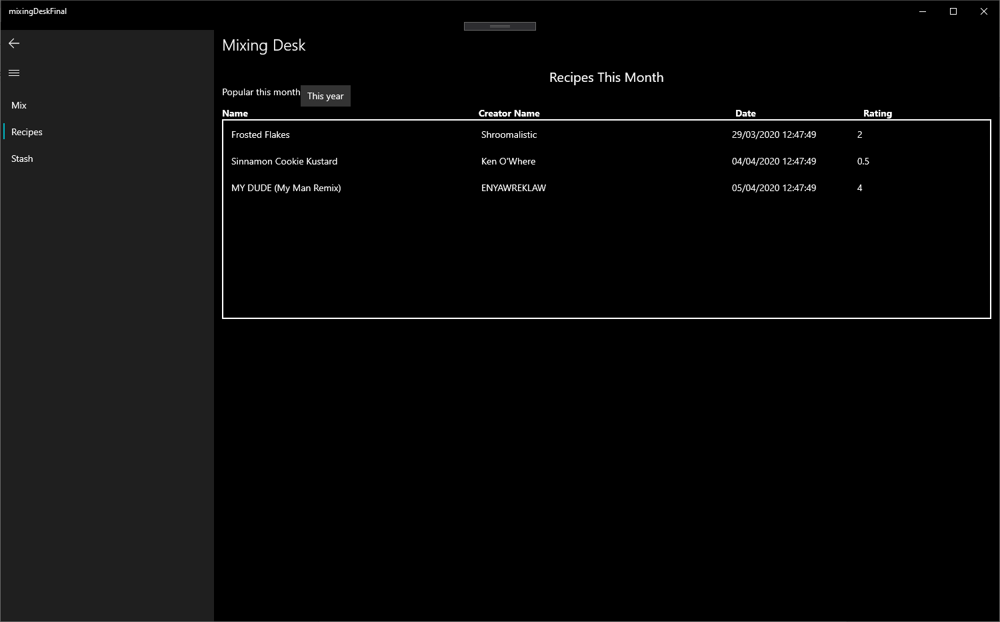 mixingDeskFinal
Mixing Desk
Mix
Recipes
Stash
Recipes This Month
Popular this month This year
Name Creator Name Date Rating
Frosted Flakes Shroomalistic 29/03/2020 12:47:49 2
Sinnamon Cookie Kustard Ken O'Where 04/04/2020 12:47:49 0.5
MY DUDE (My Man Remix) ENYAWREKLAW 05/04/2020 12:47:49 4